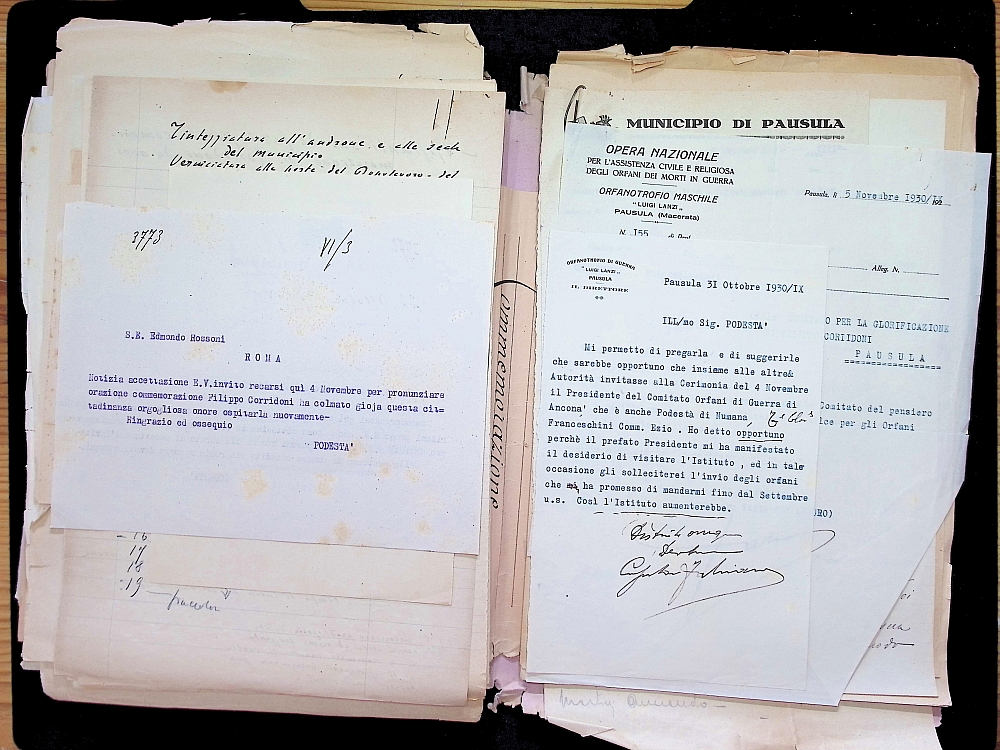 Tinteggiatura all'androne e alle sede
del municipio
Verniciatura alle porte del
3773
VI/3
S.E. Edmondo Rossoni
R O M A
Notizia accettazione E.V.invito recarsi quì 4 Novembre per pronunziare
orazione commemorazione Filippo Corridoni ha colmato gioja questa cit=
tadinanza orgogliosa onore ospitarla nuovamente-
Ringrazio ed ossequio
PODESTA'
16
17
18
19
Commemorazione
MUNICIPIO DI PAUSULA
OPERA NAZIONALE
PER L'ASSISTENZA CIVILE E RELIGIOSA
DEGLI ORFANI DEI MORTI IN GUERRA
ORFANOTROFIO MASCHILE
"LUIGI LANZI"
PAUSULA (Macerata)
N. 155
Pausula, li 5 Novembre 1930/IX
Alleg. N.
O PER LA GLORIFICAZIONE
CORRIDONI
P A U S U L A
Comitato del pensiero
ice per gli Orfani
ORFANOTROFIO DI GUERRA
"LUIGI LANZI"
PAUSULA
IL DIRETTORE
Pausula 31 Ottobre 1930/IX
ILL/mo Sig. PODESTA'
Mi permetto di pregarla e di suggerirle
che sarebbe opportuno che insieme alle altre
Autorità invitasse alla Cerimonia del 4 Novembre
il Presidente del Comitato Orfani di Guerra di
Ancona' che è anche Podestà di Numana,
Franceschini Comm. Ezio . Ho detto opportuno
perchè il prefato Presidente mi ha manifestato
il desiderio di visitare l'Istituto , ed in tale
occasione gli solleciterei l'invio degli orfani
che ha promesso di mandarmi fino dal Settembre
u.s. Così l'Istituto aumenterebbe.